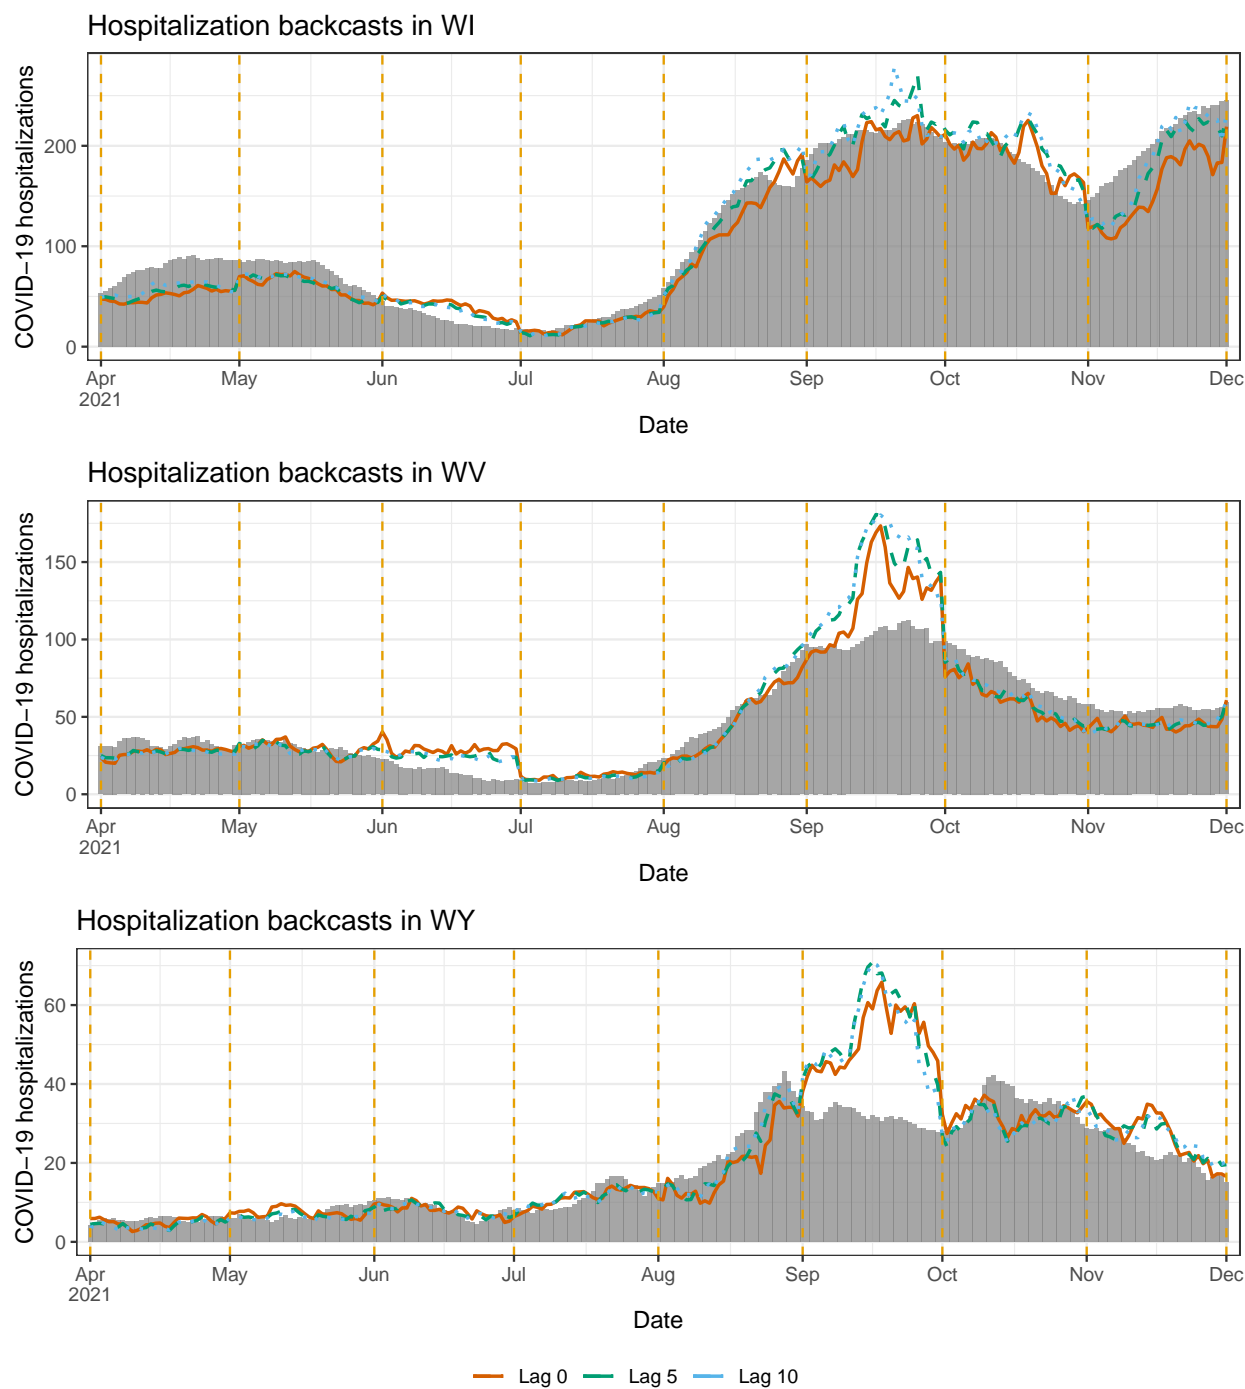 Hospitalization backcasts in WI
COVID−19 hospitalizations
200
100
0
Apr
2021
May
Jun
Jul
Aug
Sep
Oct
Nov
Dec
Date
Hospitalization backcasts in WV
COVID−19 hospitalizations
150
100
50
0
Apr
2021
May
Jun
Jul
Aug
Sep
Oct
Nov
Dec
Date
Hospitalization backcasts in WY
COVID−19 hospitalizations
60
40
20
0
Apr
2021
May
Jun
Jul
Aug
Sep
Oct
Nov
Dec
Date
Lag 0
Lag 5
Lag 10